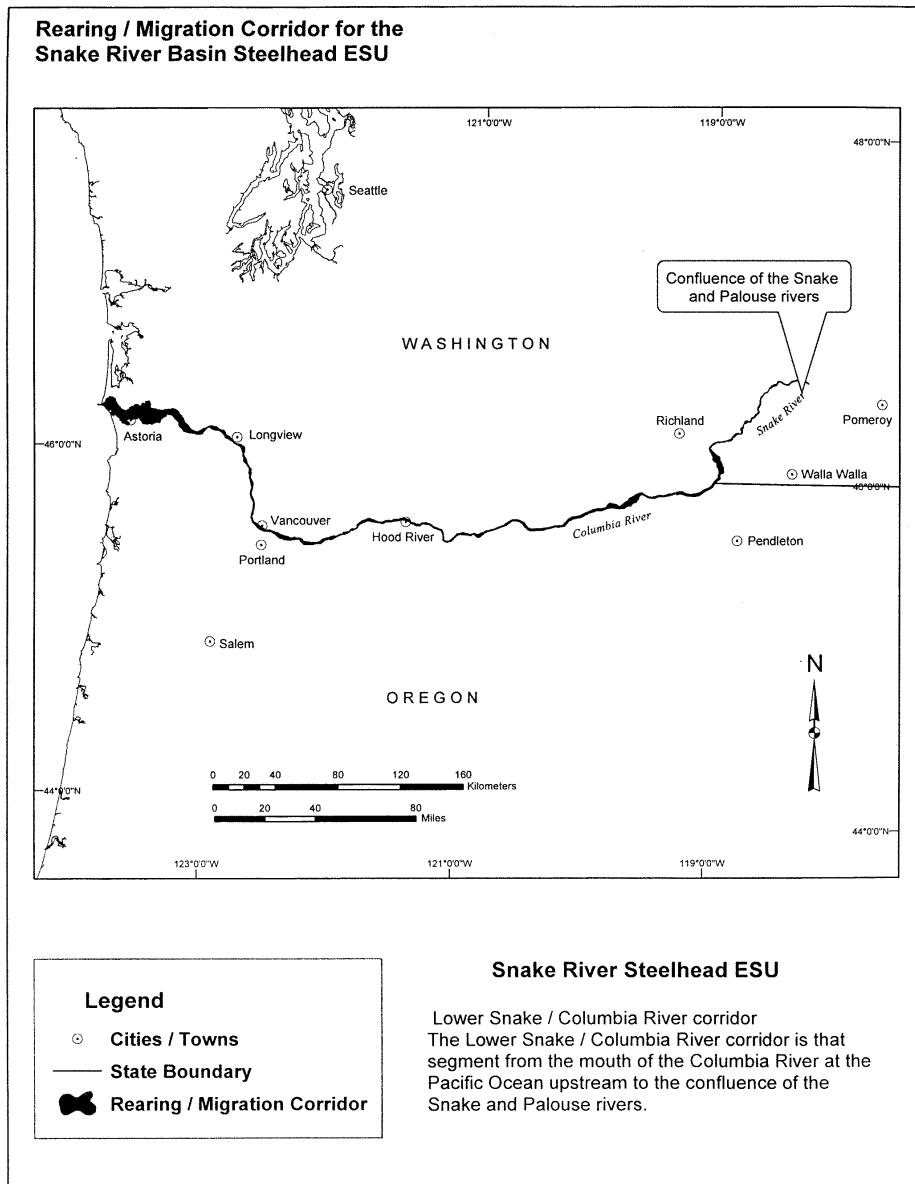 Rearing / Migration Corridor for the
Snake River Basin Steelhead ESU
121°0'0"W
119°0'0"W
48°0'0"N
Seattle
Confluence of the Snake
and Palouse rivers
WASHINGTON
Snake River
Richland
Pomeroy
Astoria
Longview
46°0'0"N
Walla Walla
46°0'0"N
Vancouver
Hood River
Columbia River
Portland
Pendleton
Salem
N
OREGON
0 20 40 80 120 160
Kilometers
44°0'0"N
0 20 40 80
Miles
44°0'0"N
123°0'0"W
121°0'0"W
119°0'0"W
Legend
Cities / Towns
State Boundary
Rearing / Migration Corridor
Snake River Steelhead ESU
Lower Snake / Columbia River corridor
The Lower Snake / Columbia River corridor is that
segment from the mouth of the Columbia River at the
Pacific Ocean upstream to the confluence of the
Snake and Palouse rivers.